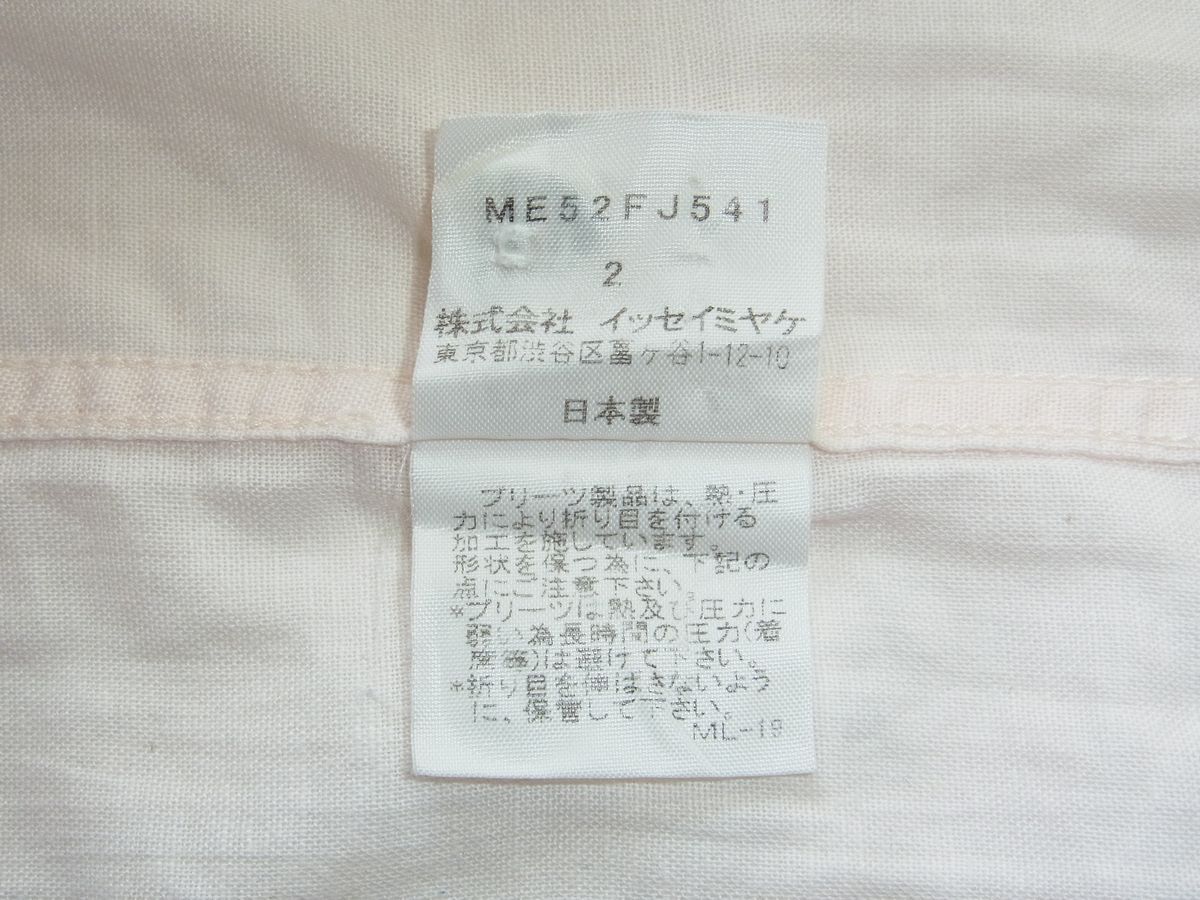 ME52FJ541
2
株式会社 イッセイミヤケ
東京都渋谷区富ヶ谷1-12-10
日本製
プリーツ製品は、熱・圧
力により折り目を付ける
加工を施しています。
形状を保つ為に、下記の
点にご注意下さい。
*プリーツは熱及び圧力に
弱い為長時間の圧力(着
席等)は避けて下さい。
*折り目を伸ばさないよう
に、保管して下さい。
ML-19